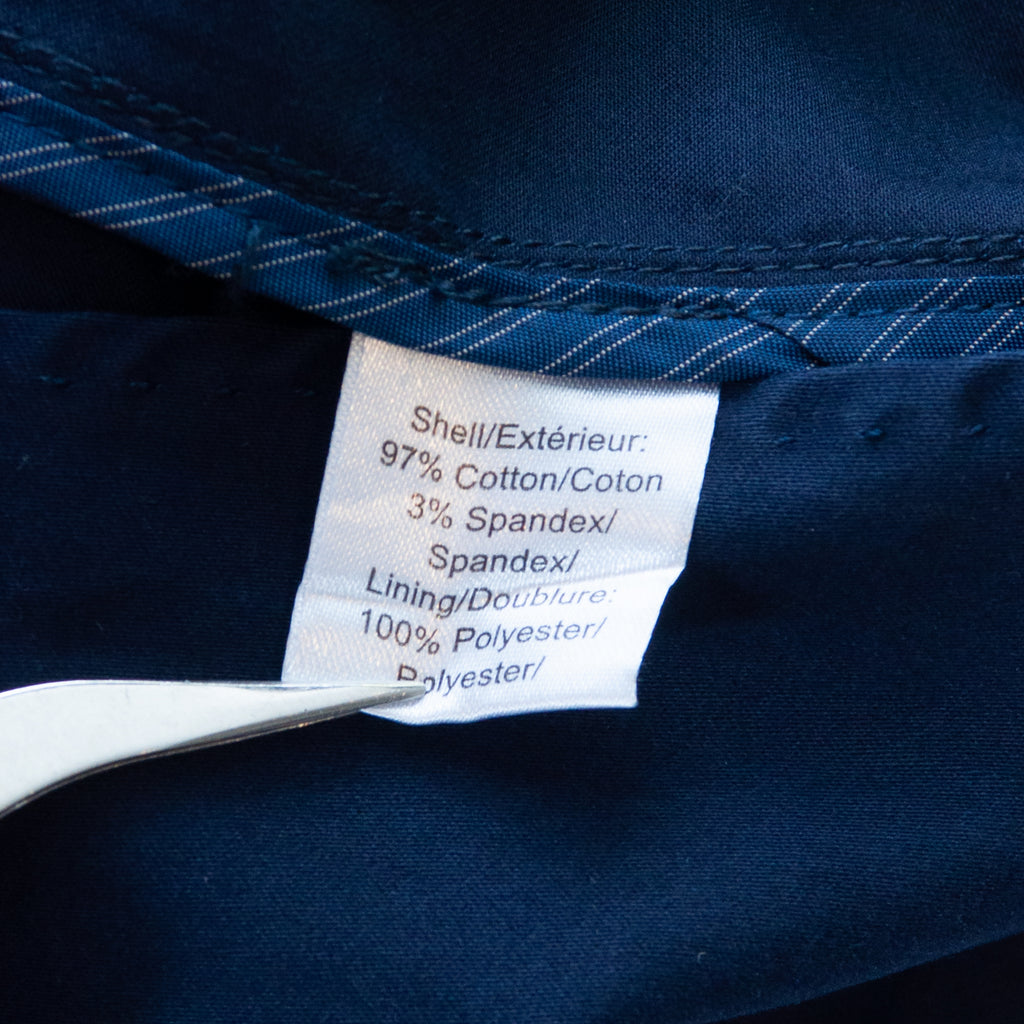 Shell/Extérieur:
97% Cotton/Coton
3% Spandex/
Spandex/
Lining/Doublure:
100% Polyester/
Polyester/